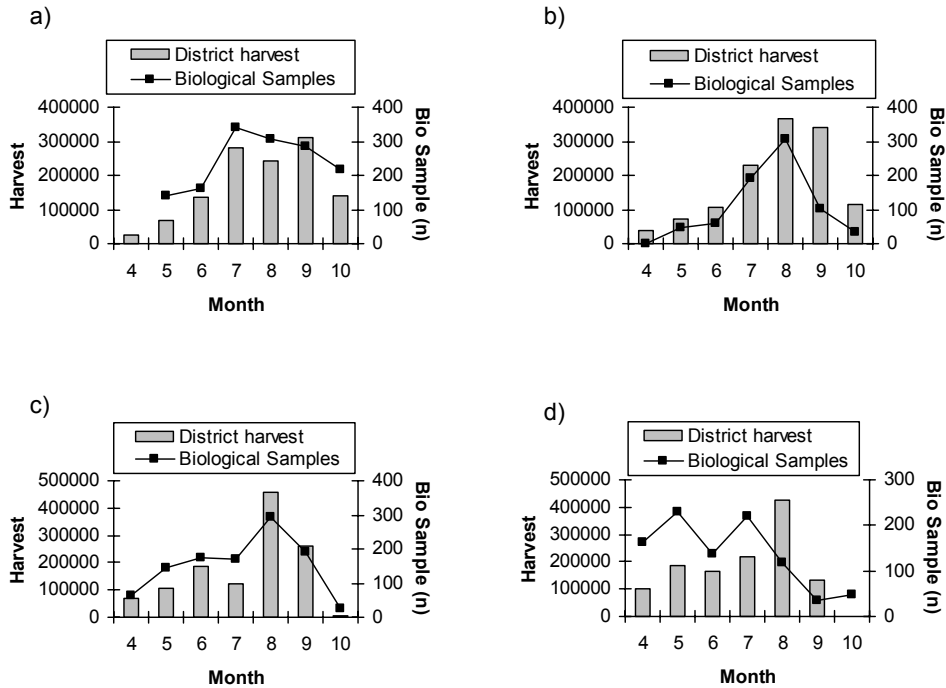 a)
District harvest
Biological Samples
400000
300000
200000
100000
0
Harvest
400
300
200
100
0
Bio Sample (n)
4 5 6 7 8 9 10
Month
b)
District harvest
Biological Samples
400000
300000
200000
100000
0
Harvest
400
300
200
100
0
Bio Sample (n)
4 5 6 7 8 9 10
Month
c)
District harvest
Biological Samples
500000
400000
300000
200000
100000
0
Harvest
400
300
200
100
0
Bio Sample (n)
4 5 6 7 8 9 10
Month
d)
District harvest
Biological Samples
500000
400000
300000
200000
100000
0
Harvest
300
200
100
0
Bio Sample (n)
4 5 6 7 8 9 10
Month